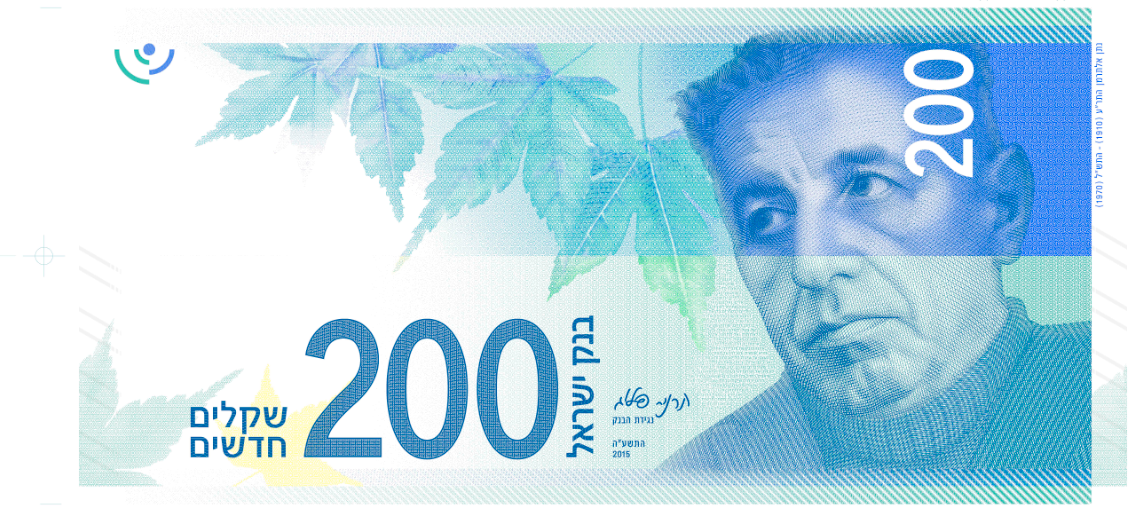 200
נתן אלתרמן התר"ע (1910) - התש"ל (1970)
200
שקלים
חדשים
בנק ישראל
נגידת הבנק
התשע"ה
2015